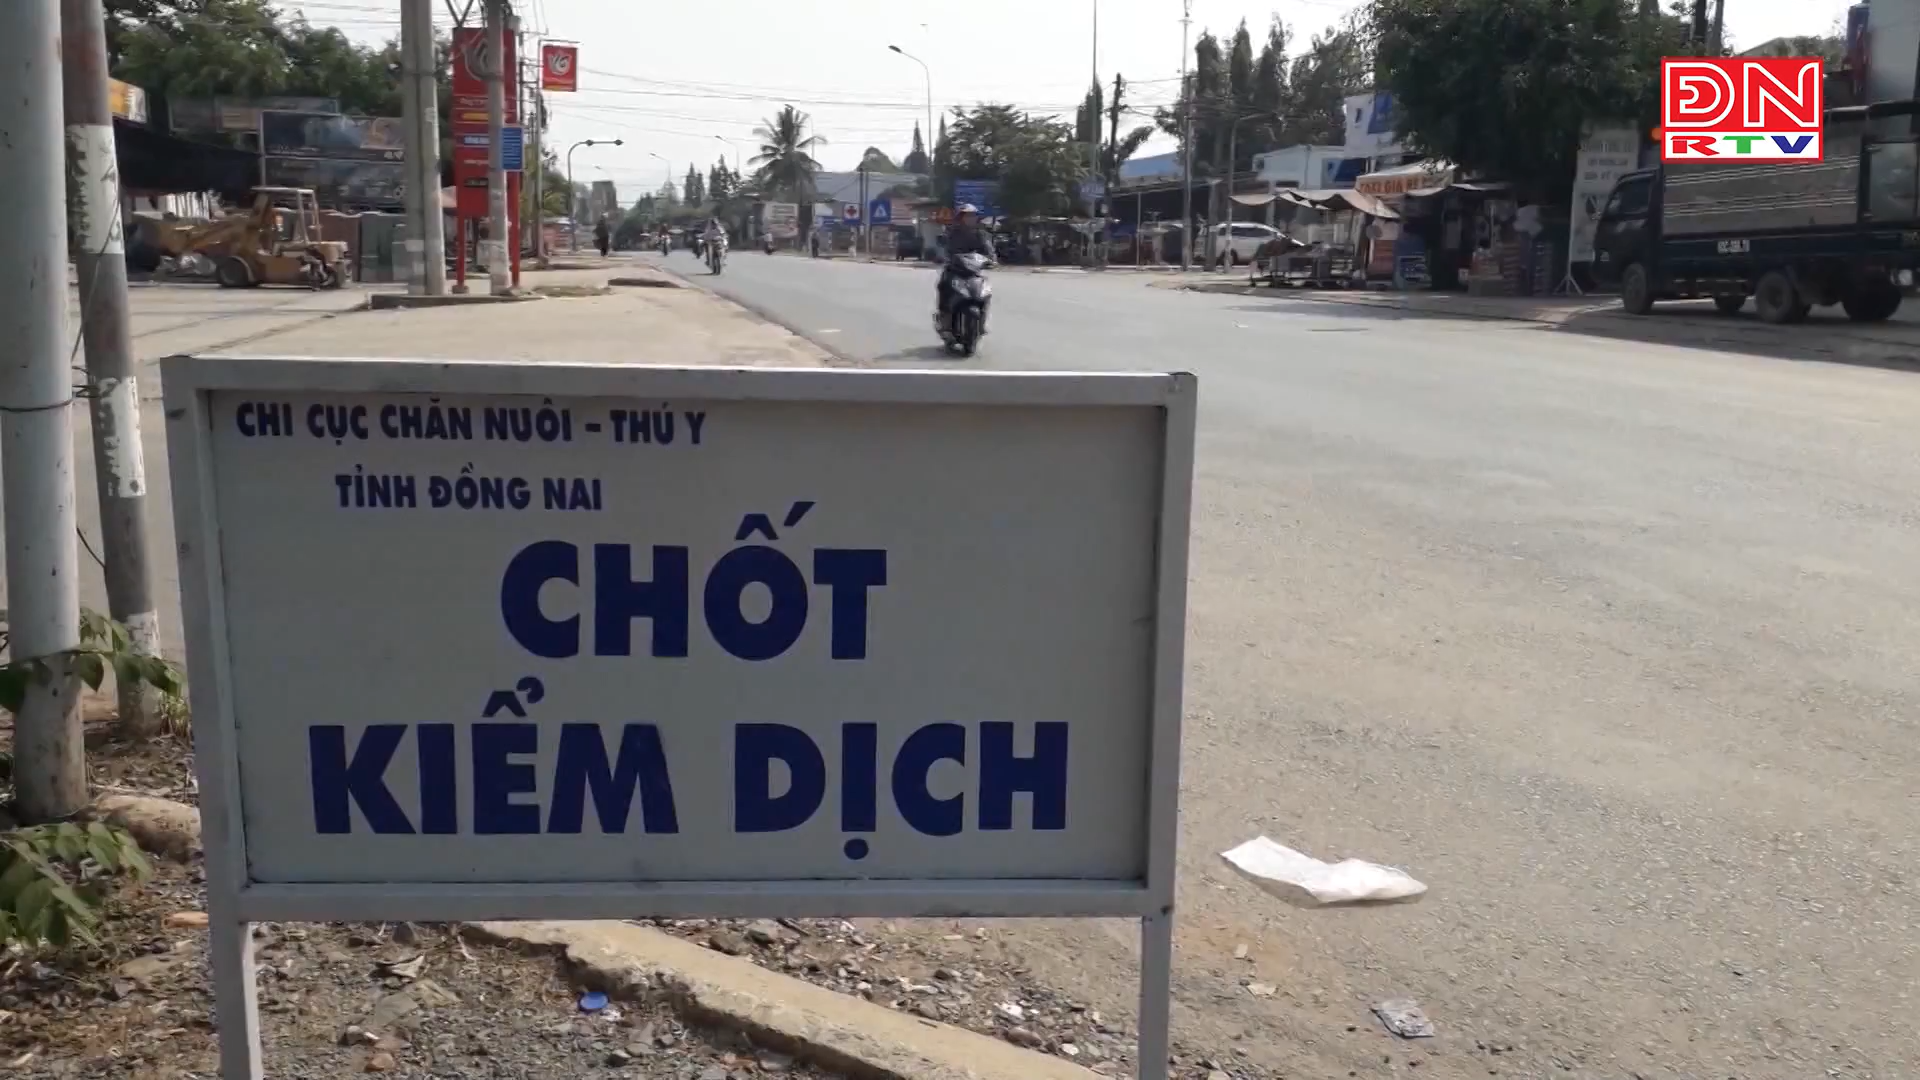 ĐN
RTV
CHI CỤC CHĂN NUÔI - THÚ Y
TỈNH ĐỒNG NAI
CHỐT
KIỂM DỊCH